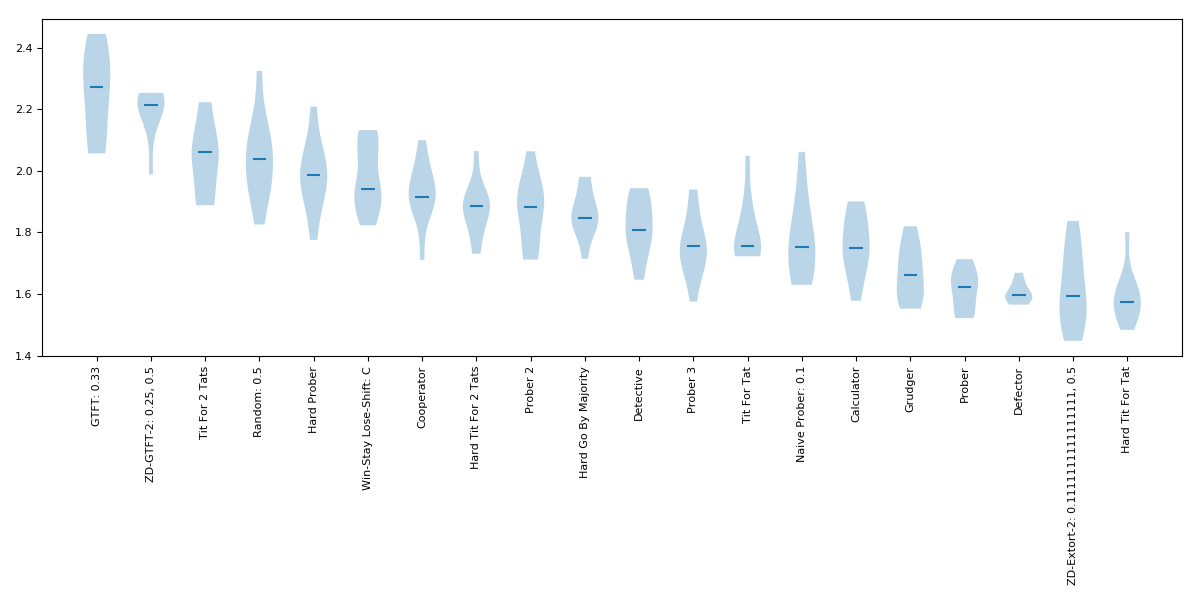 2.4
2.2
2.0
1.8
1.6
1.4
GTFT: 0.33
ZD-GTFT-2: 0.25, 0.5
Tit For 2 Tats
Random: 0.5
Hard Prober
Win-Stay Lose-Shift: C
Cooperator
Hard Tit For 2 Tats
Prober 2
Hard Go By Majority
Detective
Prober 3
Tit For Tat
Naive Prober: 0.1
Calculator
Grudger
Prober
Defector
ZD-Extort-2: 0.1111111111111111, 0.5
Hard Tit For Tat